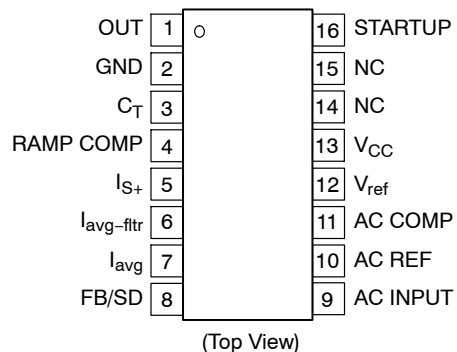 OUT 1 16 STARTUP
GND 2 15 NC
C_T 3 14 NC
RAMP COMP 4 13 V_CC
I_S+ 5 12 V_ref
I_avg–fltr 6 11 AC COMP
I_avg 7 10 AC REF
FB/SD 8 9 AC INPUT
(Top View)